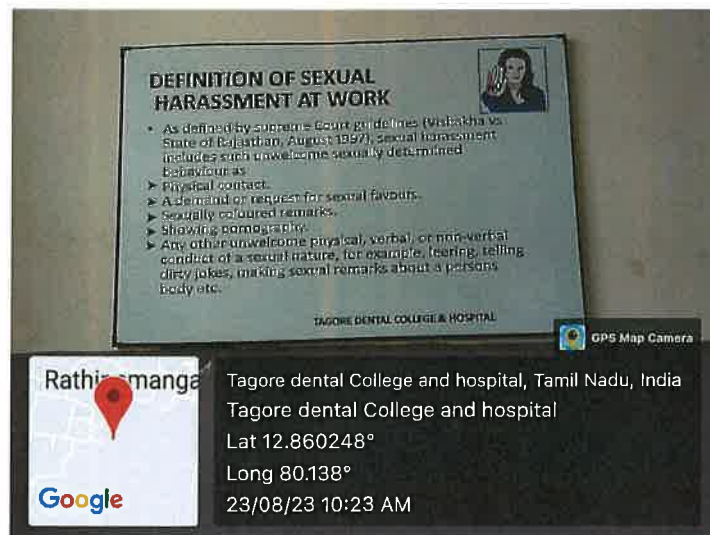 DEFINITION OF SEXUAL
HARASSMENT AT WORK
• As defined by supreme Court guidelines (Vishakha vs
State of Rajasthan, August 1997), sexual harassment
includes such unwelcome sexually determined
behaviour as
➤ Physical contact.
➤ A demand or request for sexual favours.
➤ Sexually coloured remarks.
➤ Showing pornography.
➤ Any other unwelcome physical, verbal, or non-verbal
conduct of a sexual nature, for example, leering, telling
dirty jokes, making sexual remarks about a persons
body etc.
TAGORE DENTAL COLLEGE & HOSPITAL
GPS Map Camera
Google
Tagore dental College and hospital, Tamil Nadu, India
Tagore dental College and hospital
Lat 12.860248°
Long 80.138°
23/08/23 10:23 AM